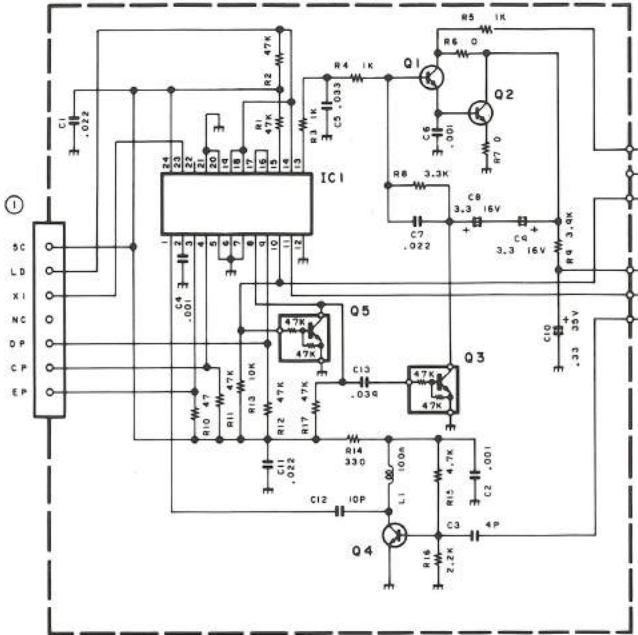 R5 1K
R6 0
47K
R2
R4 1K
Q1
.033
C5
Q2
C1
.022
R1
47K
R3 1K
C6
.001
R7 0
24 23 22 21 20 19 18 17 16 15 14 13
IC1
R8 3.3K
C8
3.3 16V
+
C9
+
3.3 16V
3.9K
R9
C7
.022
1
1 2 3 4 5 6 7 8 9 10 11 12
5C
LD
XI
NC
DP
CP
EP
C4
.001
Q5
47K
47K
C10
+
35V
.33
Q3
47K
47K
C13
.039
R10
47
R11
47K
R13
10K
R12
47K
R17
47K
R14
330
C11
.022
100n
L1
4.7K
R15
.001
C2
C12 10P
C3 4P
Q4
R16
2.2K